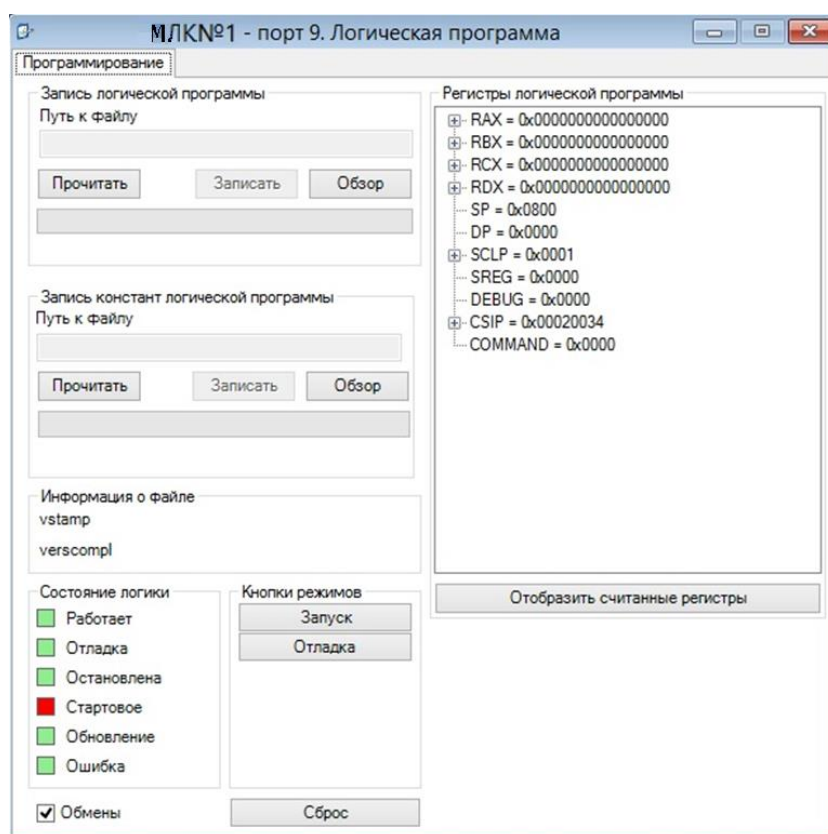 МЛК№1 - порт 9. Логическая программа
Программирование
Запись логической программы
Путь к файлу
Прочитать
Записать
Обзор
Запись констант логической программы
Путь к файлу
Прочитать
Записать
Обзор
Информация о файле
vstamp
verscompl
Состояние логики
Работает
Отладка
Остановлена
Стартовое
Обновление
Ошибка
Обмены
Кнопки режимов
Запуск
Отладка
Сброс
Регистры логической программы
RAX = 0x0000000000000000
RBX = 0x0000000000000000
RCX = 0x0000000000000000
RDX = 0x0000000000000000
SP = 0x0800
DP = 0x0000
SCLP = 0x0001
SREG = 0x0000
DEBUG = 0x0000
CSIP = 0x00020034
COMMAND = 0x0000
Отобразить считанные регистры